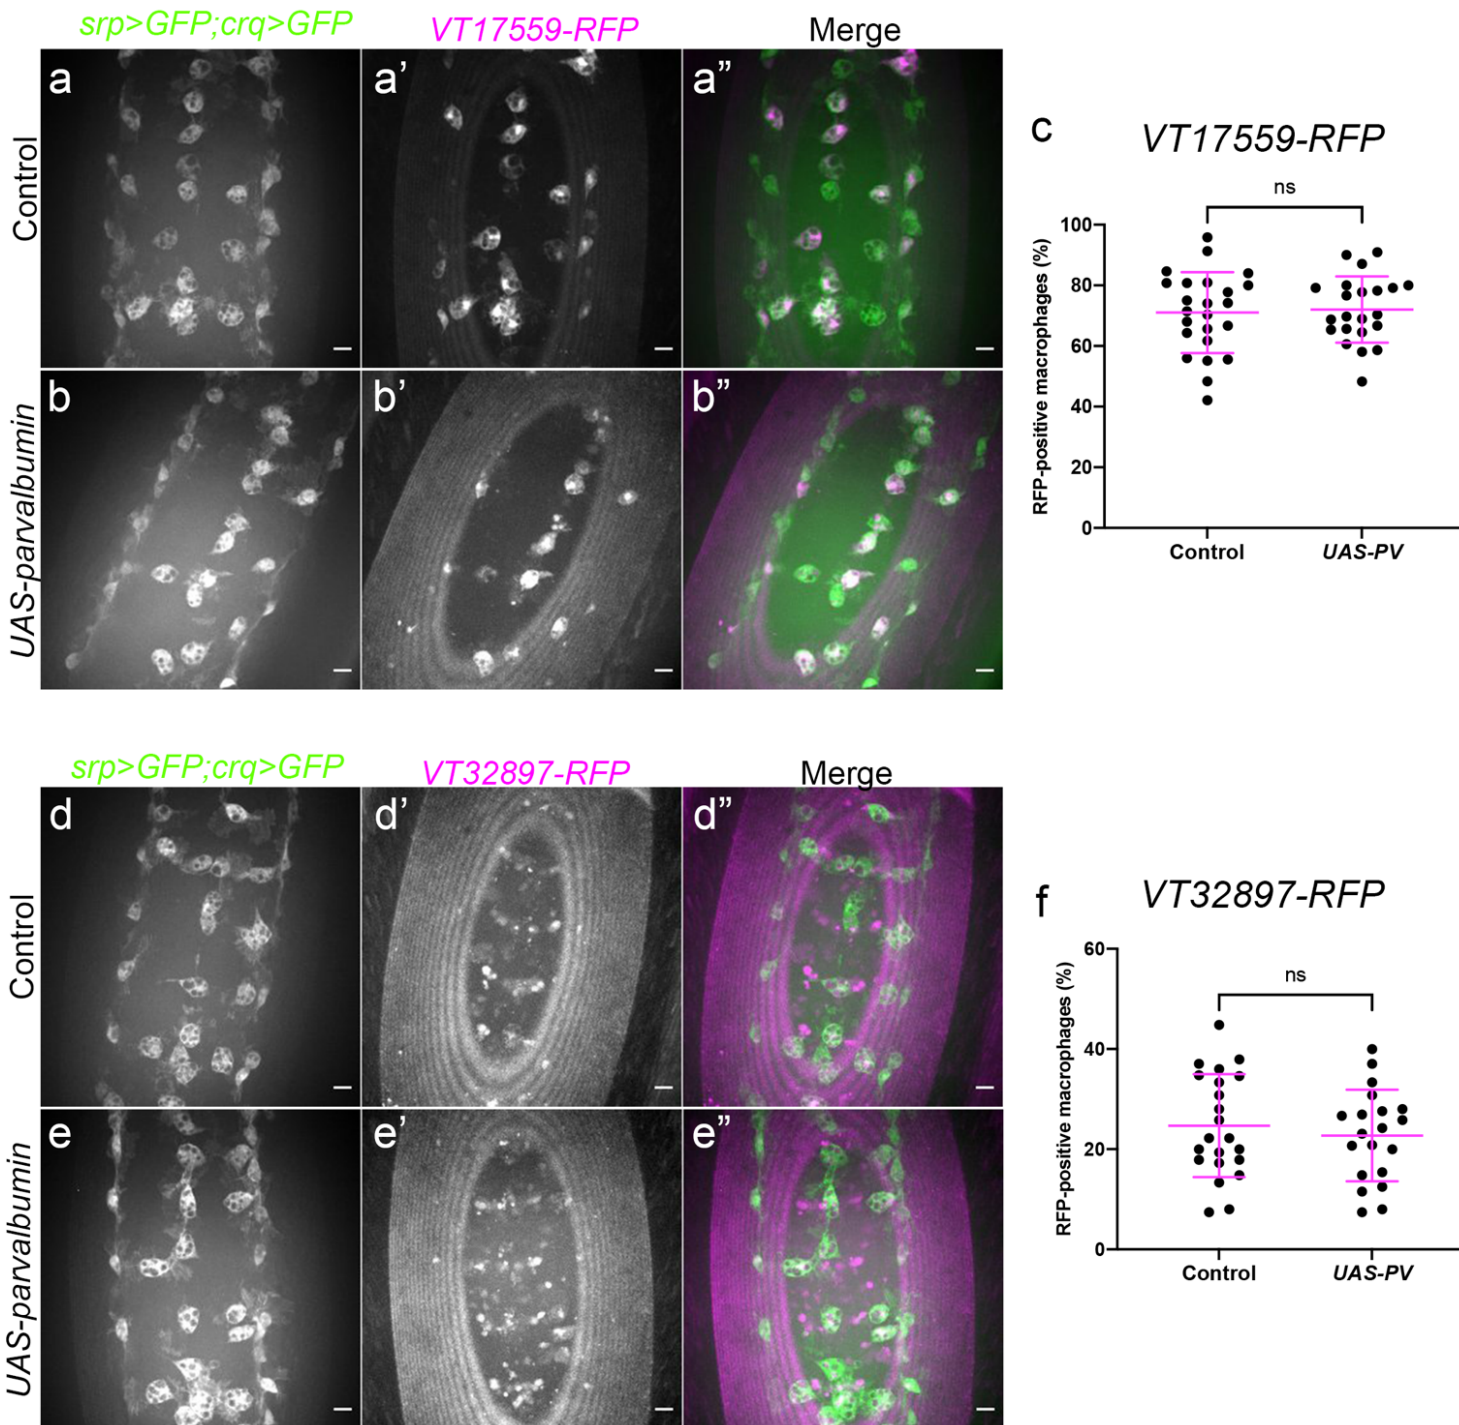 srp>GFP;crq>GFP VT17559-RFP Merge
Control
a a’ a”
UAS-parvalbumin
b b’ b”
c VT17559-RFP
ns
RFP-positive macrophages (%)
100
80
60
40
20
0
Control UAS-PV
srp>GFP;crq>GFP VT32897-RFP Merge
Control
d d’ d”
UAS-parvalbumin
e e’ e”
f VT32897-RFP
ns
RFP-positive macrophages (%)
60
40
20
0
Control UAS-PV